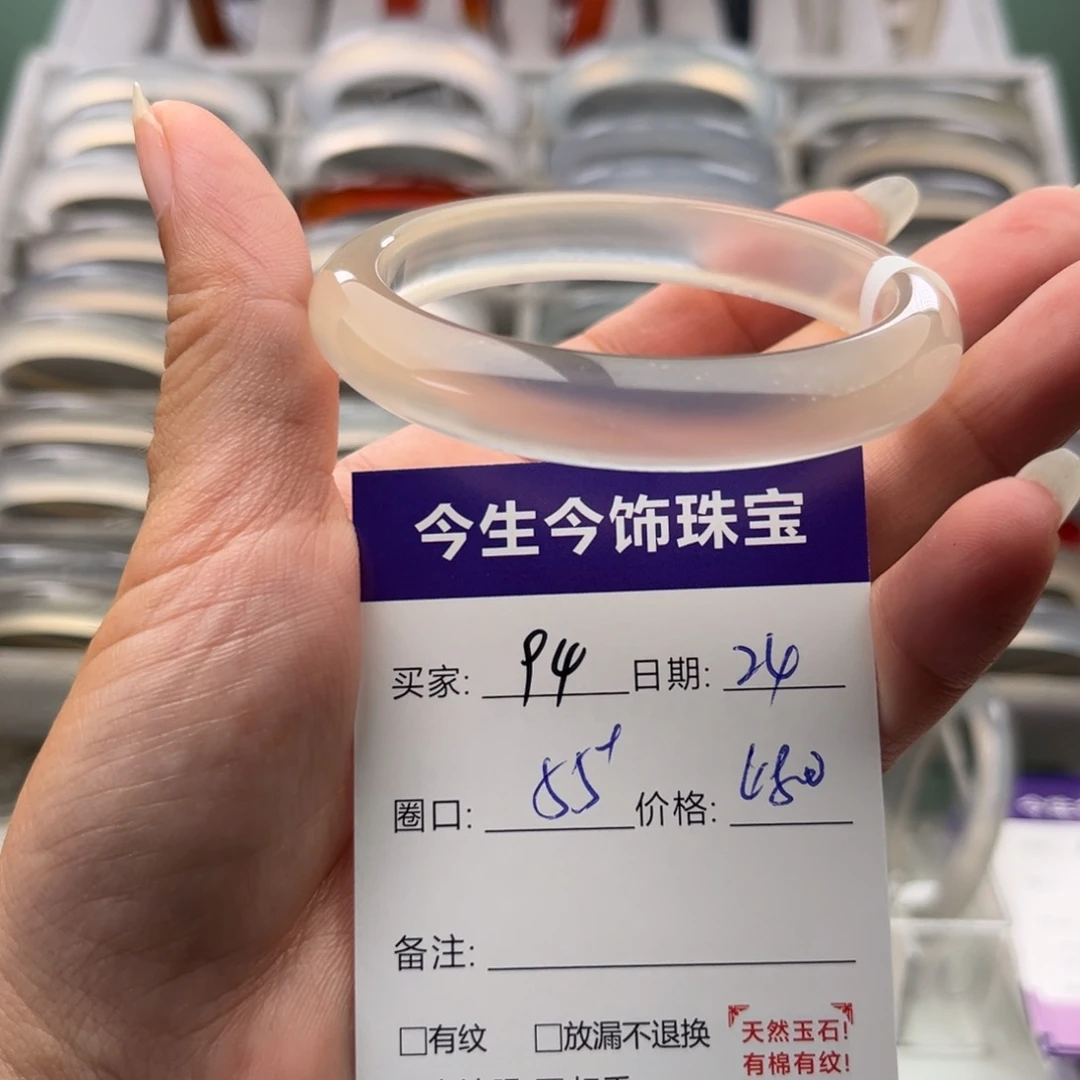 今生今饰珠宝
买家: 94 日期: 24
圈口: 55+ 价格:
备注:
□有纹 □放漏不退换 天然玉石!
有棉有纹!